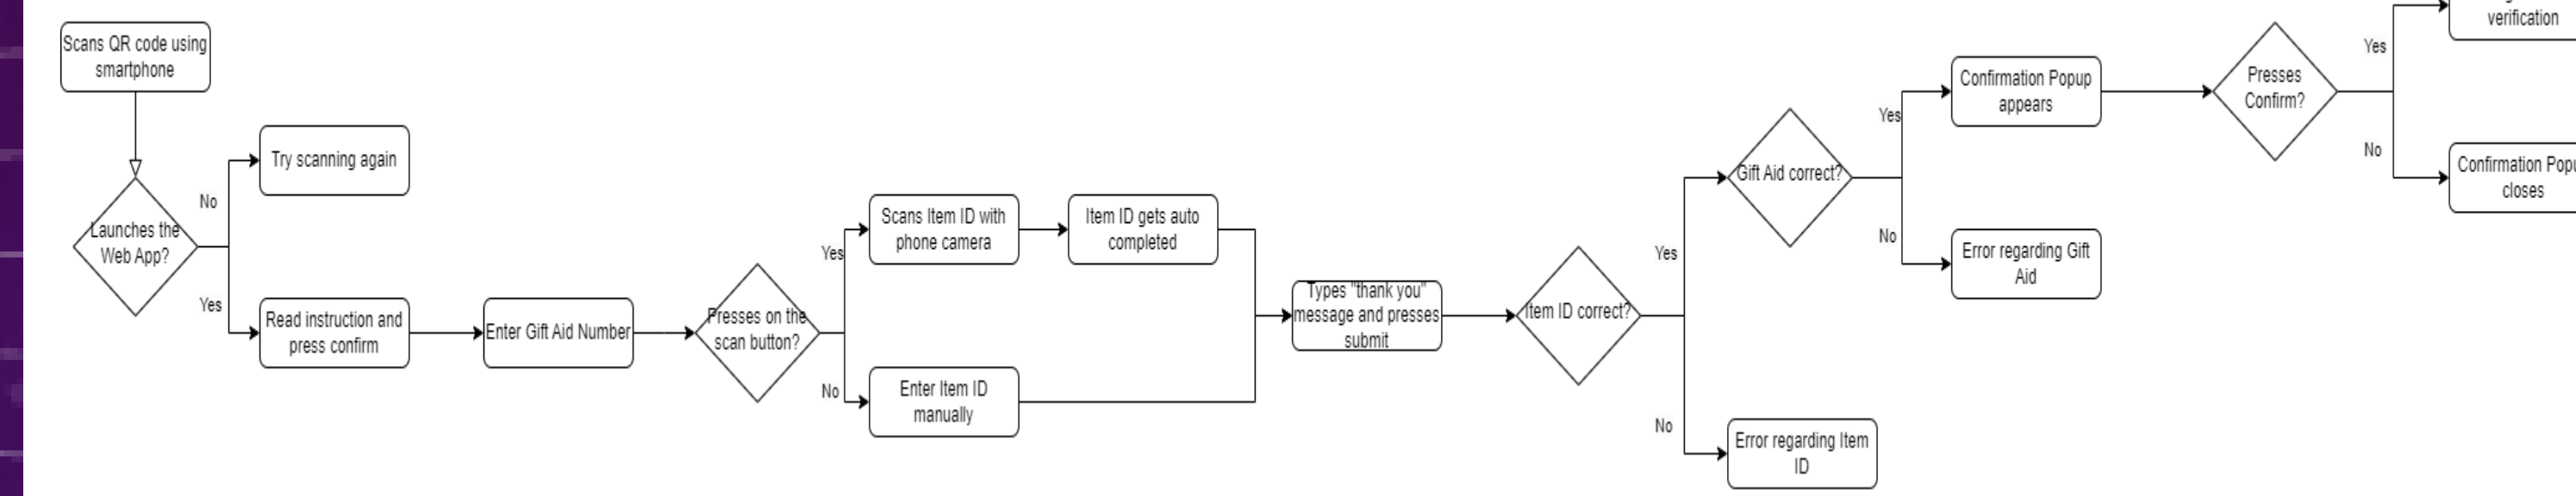 Scans QR code using
smartphone
Launches the
Web App?
No
Try scanning again
Yes
Read instruction and
press confirm
Enter Gift Aid Number
Presses on the
scan button?
Yes
Scans Item ID with
phone camera
Item ID gets auto
completed
No
Enter Item ID
manually
Types "thank you"
message and presses
submit
Item ID correct?
Yes
Gift Aid correct?
No
Error regarding Item
ID
Yes
Confirmation Popup
appears
No
Error regarding Gift
Aid
Presses
Confirm?
Yes
verification
No
Confirmation
closes